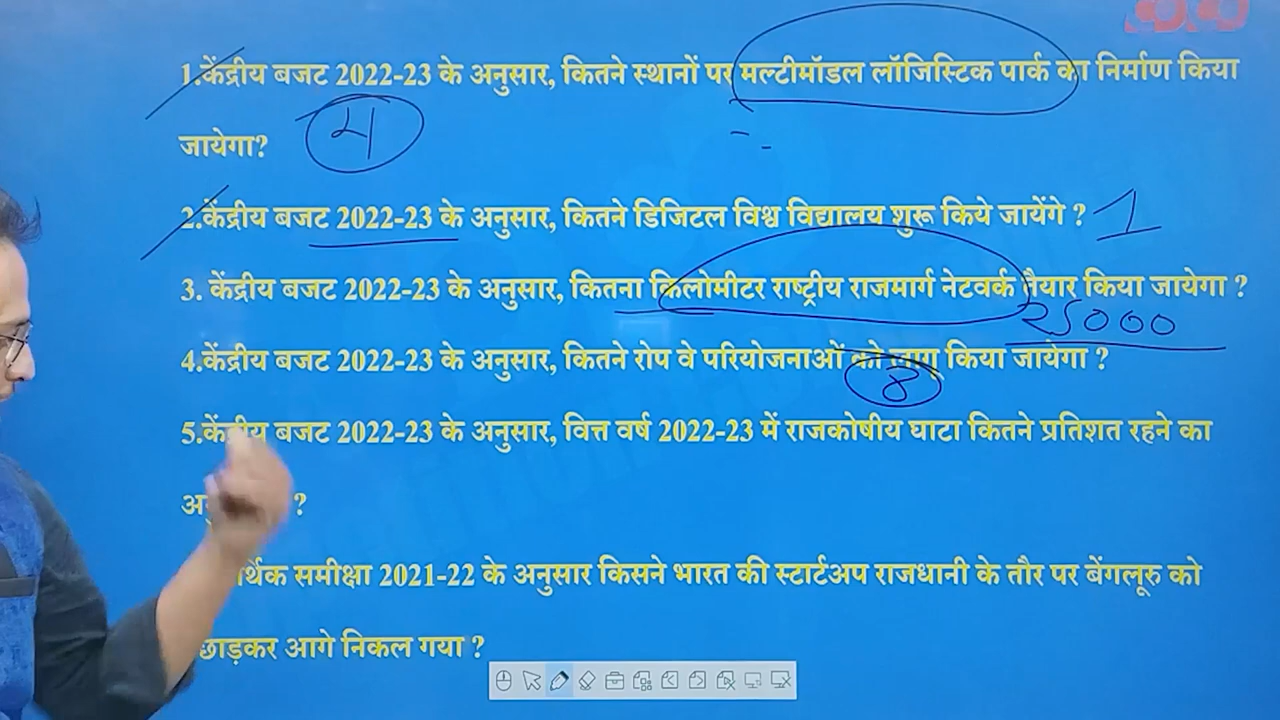 1.केंद्रीय बजट 2022-23 के अनुसार, कितने स्थानों पर मल्टीमॉडल लॉजिस्टिक पार्क का निर्माण किया
जायेगा? 4
2.केंद्रीय बजट 2022-23 के अनुसार, कितने डिजिटल विश्व विद्यालय शुरू किये जायेंगे ? 1
3. केंद्रीय बजट 2022-23 के अनुसार, कितना किलोमीटर राष्ट्रीय राजमार्ग नेटवर्क तैयार किया जायेगा ?
25000
4.केंद्रीय बजट 2022-23 के अनुसार, कितने रोप वे परियोजनाओं को लागू किया जायेगा ?
8
5.केंद्रीय बजट 2022-23 के अनुसार, वित्त वर्ष 2022-23 में राजकोषीय घाटा कितने प्रतिशत रहने का
?
समीक्षा 2021-22 के अनुसार किसने भारत की स्टार्टअप राजधानी के तौर पर बेंगलूरु को
छोड़कर आगे निकल गया ?